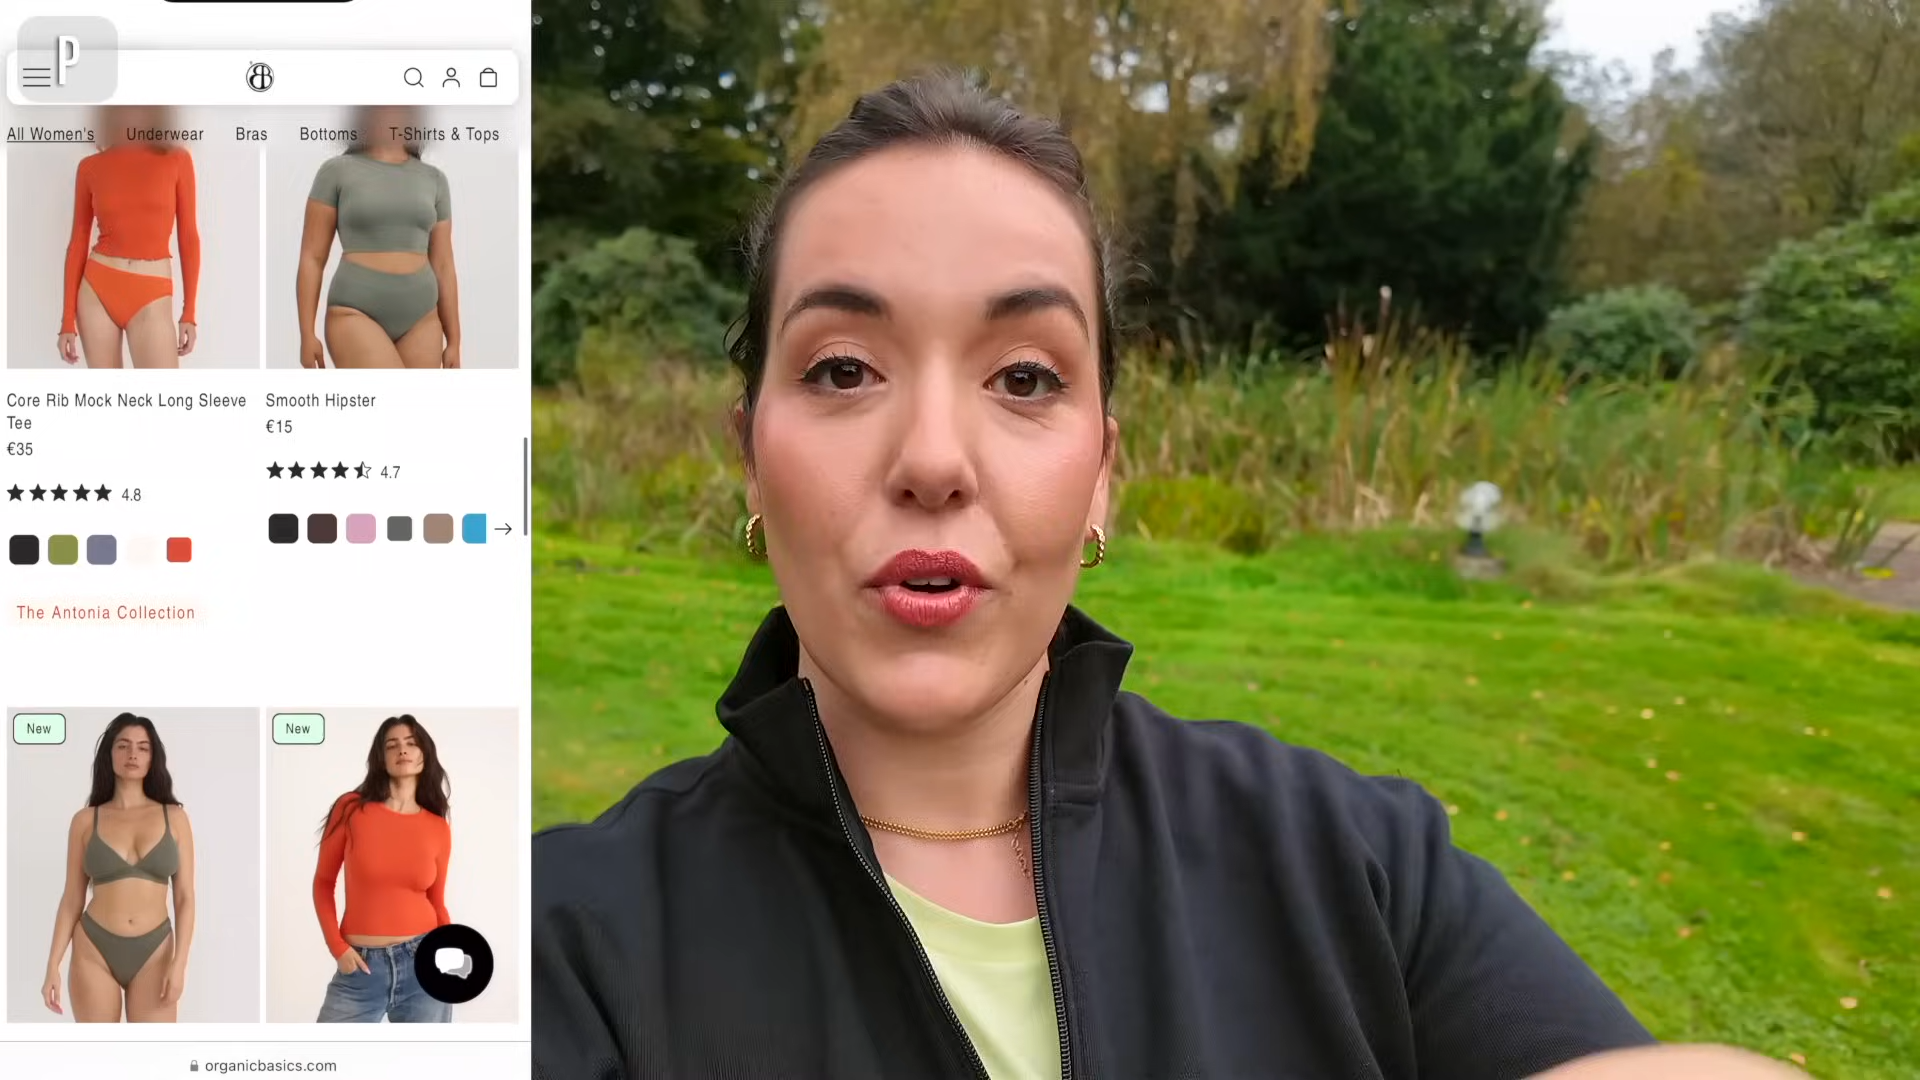 P
All Women's Underwear Bras Bottoms T-Shirts & Tops
Core Rib Mock Neck Long Sleeve
Tee
€35
4.8
Smooth Hipster
€15
4.7
The Antonia Collection
New
New
organicbasics.com